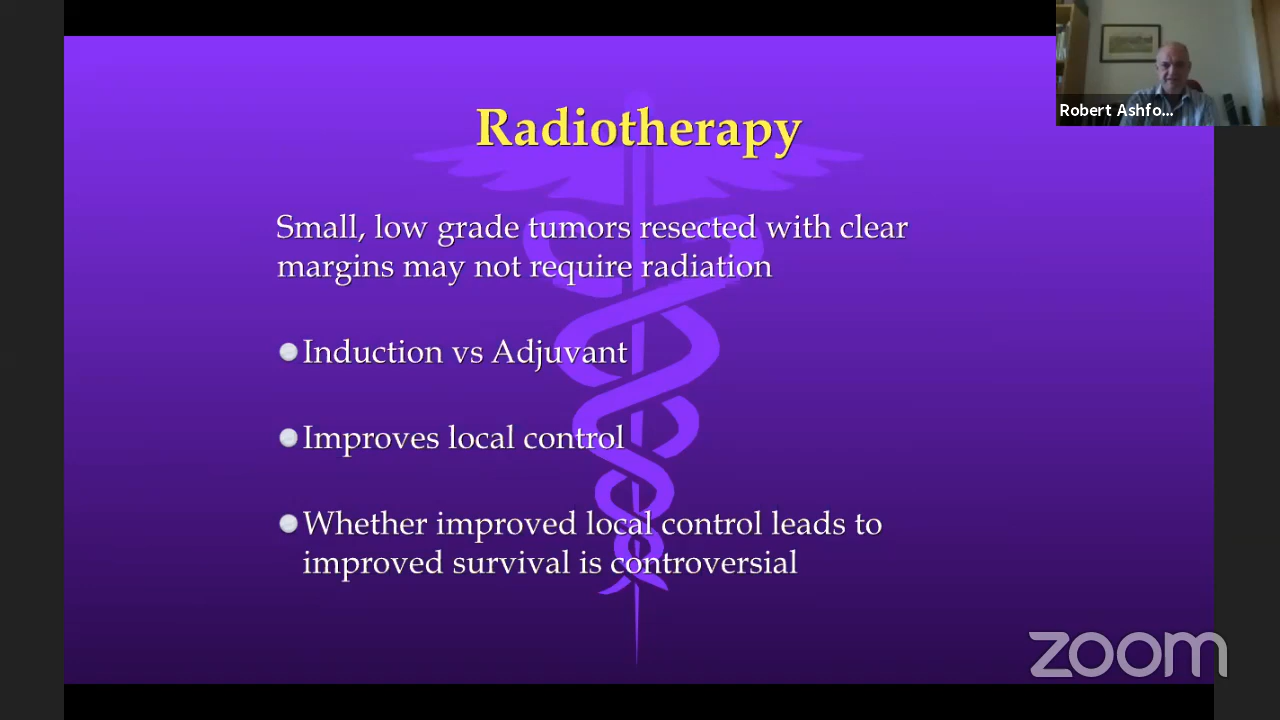 Radiotherapy
Robert Ashfo...
Small, low grade tumors resected with clear
margins may not require radiation
Induction vs Adjuvant
Improves local control
Whether improved local control leads to
improved survival is controversial
zoom